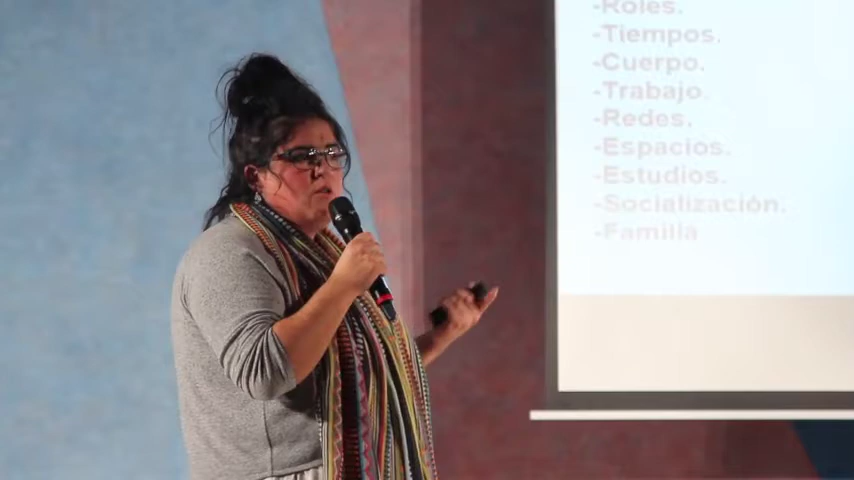 -Roles.
-Tiempos.
-Cuerpo.
-Trabajo.
-Redes.
-Espacios.
-Estudios.
-Socialización.
-Familia